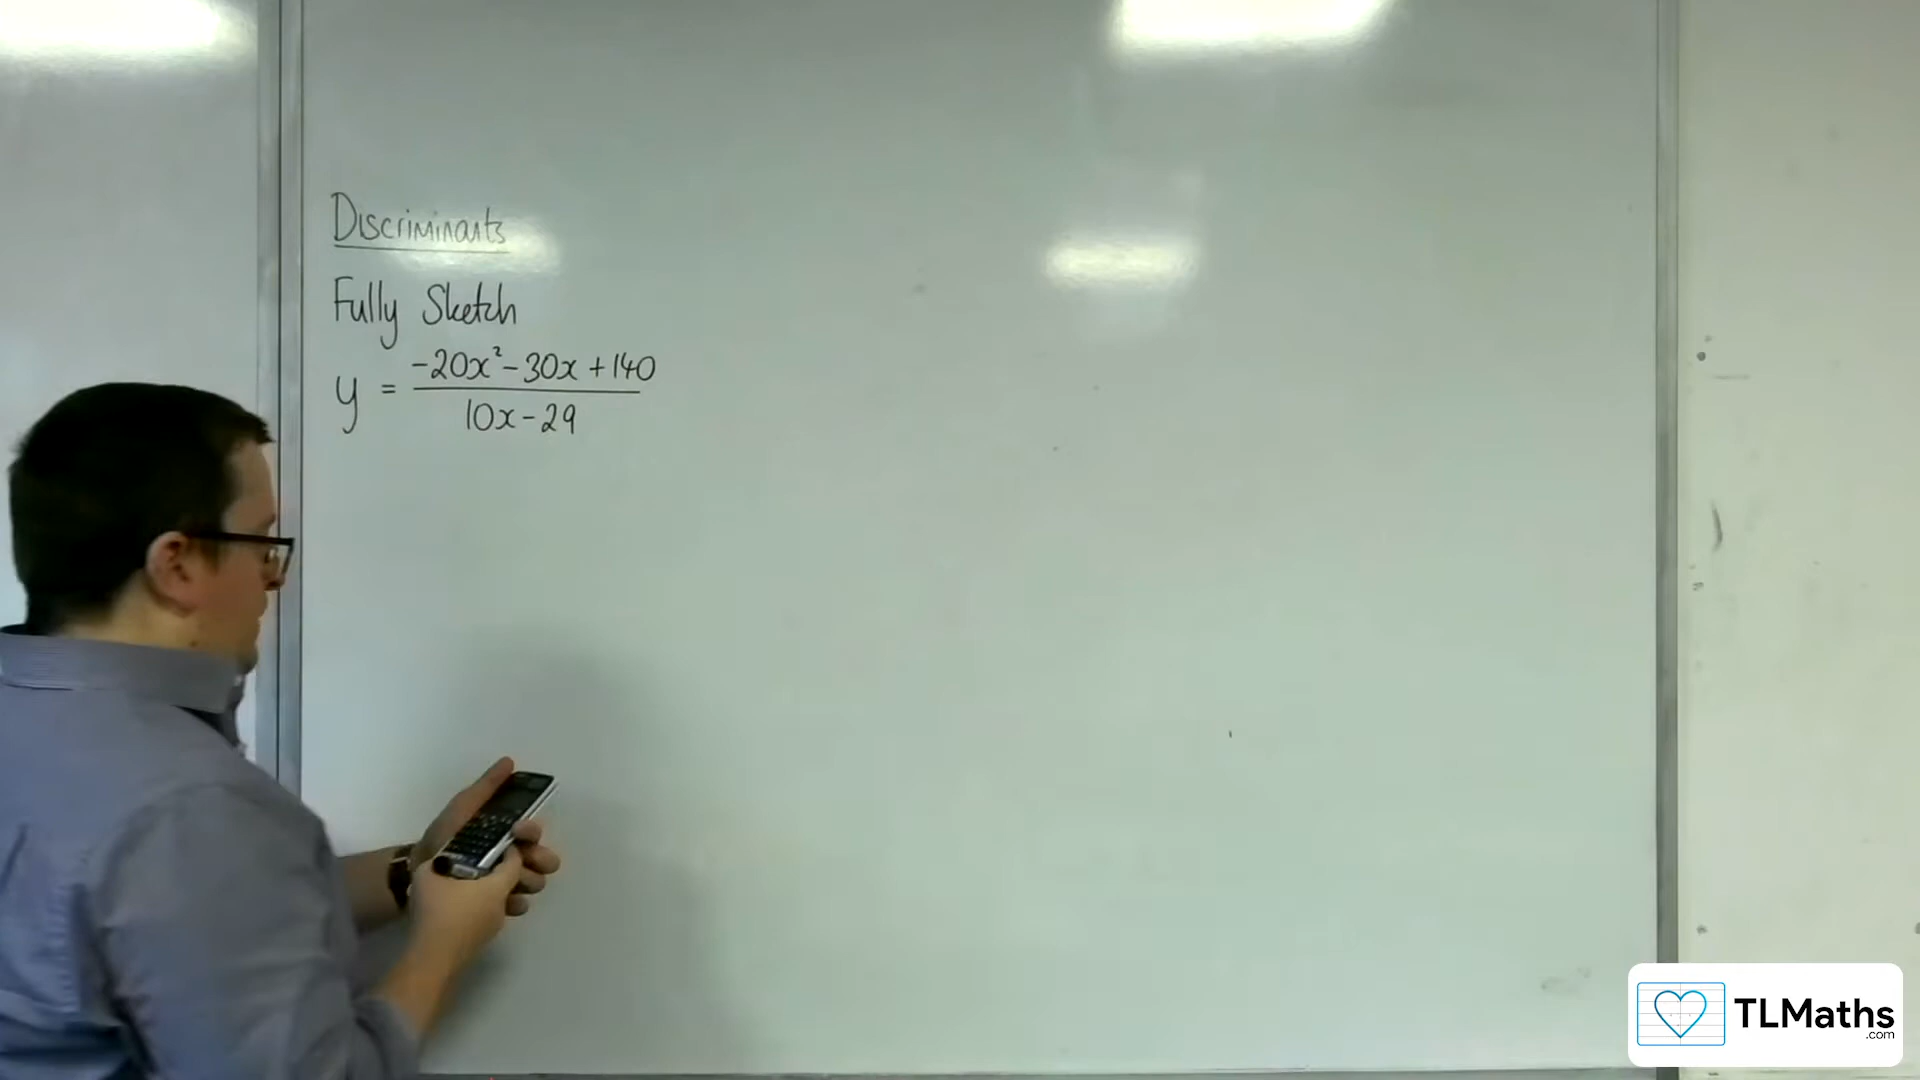 Discriminants
Fully Sketch
y = -20x² - 30x + 140
10x - 29
TLMaths
.com